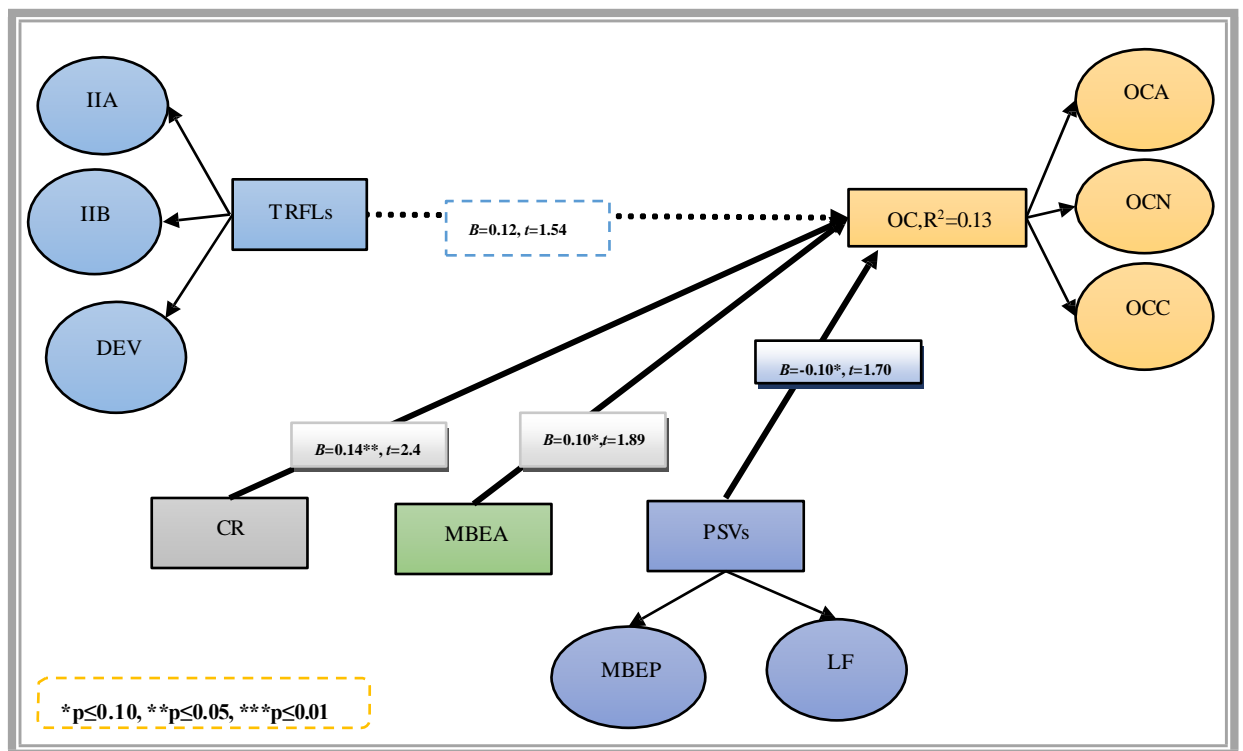 IIA
OCA
IIB
TRFLs
B=0.12, t=1.54
OC,R²=0.13
OCN
DEV
OCC
B=-0.10*, t=1.70
B=0.14**, t=2.4
B=0.10*,t=1.89
CR
MBEA
PSVs
MBEP
LF
*p≤0.10, **p≤0.05, ***p≤0.01